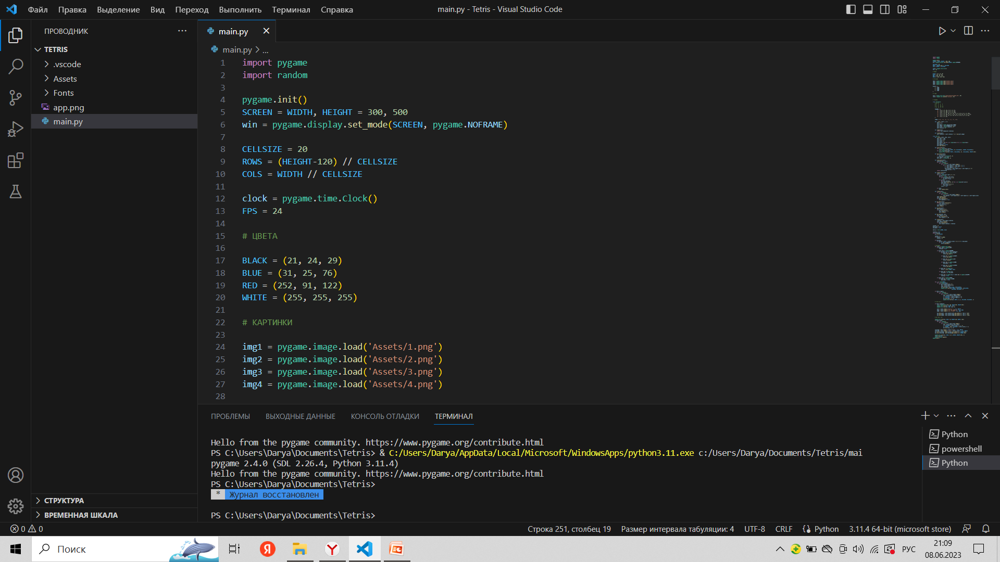 Файл Правка Выделение Вид Переход Выполнить Терминал Справка
main.py - Tetris - Visual Studio Code
ПРОВОДНИК
TETRIS
.vscode
Assets
Fonts
app.png
main.py
СТРУКТУРА
ВРЕМЕННАЯ ШКАЛА
main.py
main.py > ...
1 import pygame
2 import random
3
4 pygame.init()
5 SCREEN = WIDTH, HEIGHT = 300, 500
6 win = pygame.display.set_mode(SCREEN, pygame.NOFRAME)
7
8 CELLSIZE = 20
9 ROWS = (HEIGHT-120) // CELLSIZE
10 COLS = WIDTH // CELLSIZE
11
12 clock = pygame.time.Clock()
13 FPS = 24
14
15 # ЦВЕТА
16
17 BLACK = (21, 24, 29)
18 BLUE = (31, 25, 76)
19 RED = (252, 91, 122)
20 WHITE = (255, 255, 255)
21
22 # КАРТИНКИ
23
24 img1 = pygame.image.load('Assets/1.png')
25 img2 = pygame.image.load('Assets/2.png')
26 img3 = pygame.image.load('Assets/3.png')
27 img4 = pygame.image.load('Assets/4.png')
28
ПРОБЛЕМЫ ВЫХОДНЫЕ ДАННЫЕ КОНСОЛЬ ОТЛАДКИ ТЕРМИНАЛ
Hello from the pygame community. https://www.pygame.org/contribute.html
PS C:\Users\Darya\Documents\Tetris> & C:/Users/Darya/AppData/Local/Microsoft/WindowsApps/python3.11.exe c:/Users/Darya/Documents/Tetris/mai
pygame 2.4.0 (SDL 2.26.4, Python 3.11.4)
Hello from the pygame community. https://www.pygame.org/contribute.html
PS C:\Users\Darya\Documents\Tetris>
* Журнал восстановлен
PS C:\Users\Darya\Documents\Tetris>
Python
powershell
Python
0 0
Строка 251, столбец 19 Размер интервала табуляции: 4 UTF-8 CRLF Python 3.11.4 64-bit (microsoft store)
Поиск
РУС
21:09
08.06.2023